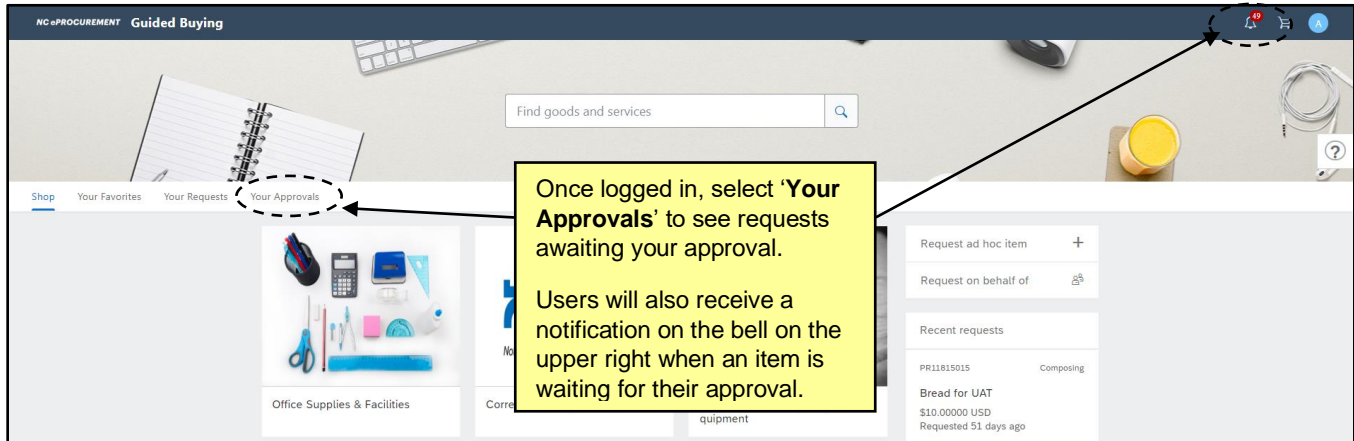 NC ePROCUREMENT Guided Buying
49
A
Find goods and services
?
Shop Your Favorites Your Requests Your Approvals
Once logged in, select ‘Your
Approvals’ to see requests
awaiting your approval.
Users will also receive a
notification on the bell on the
upper right when an item is
waiting for their approval.
Request ad hoc item +
Request on behalf of
Recent requests
PR11815015 Composing
Bread for UAT
$10.00000 USD
Requested 51 days ago
Office Supplies & Facilities
Corre
quipment